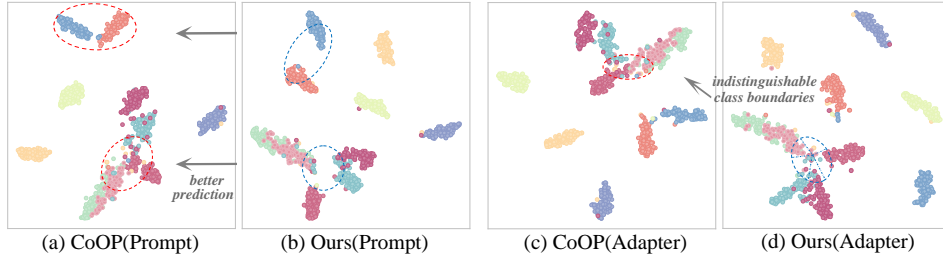 better
prediction
indistinguishable
class boundaries
(a) CoOP(Prompt)
(b) Ours(Prompt)
(c) CoOP(Adapter)
(d) Ours(Adapter)